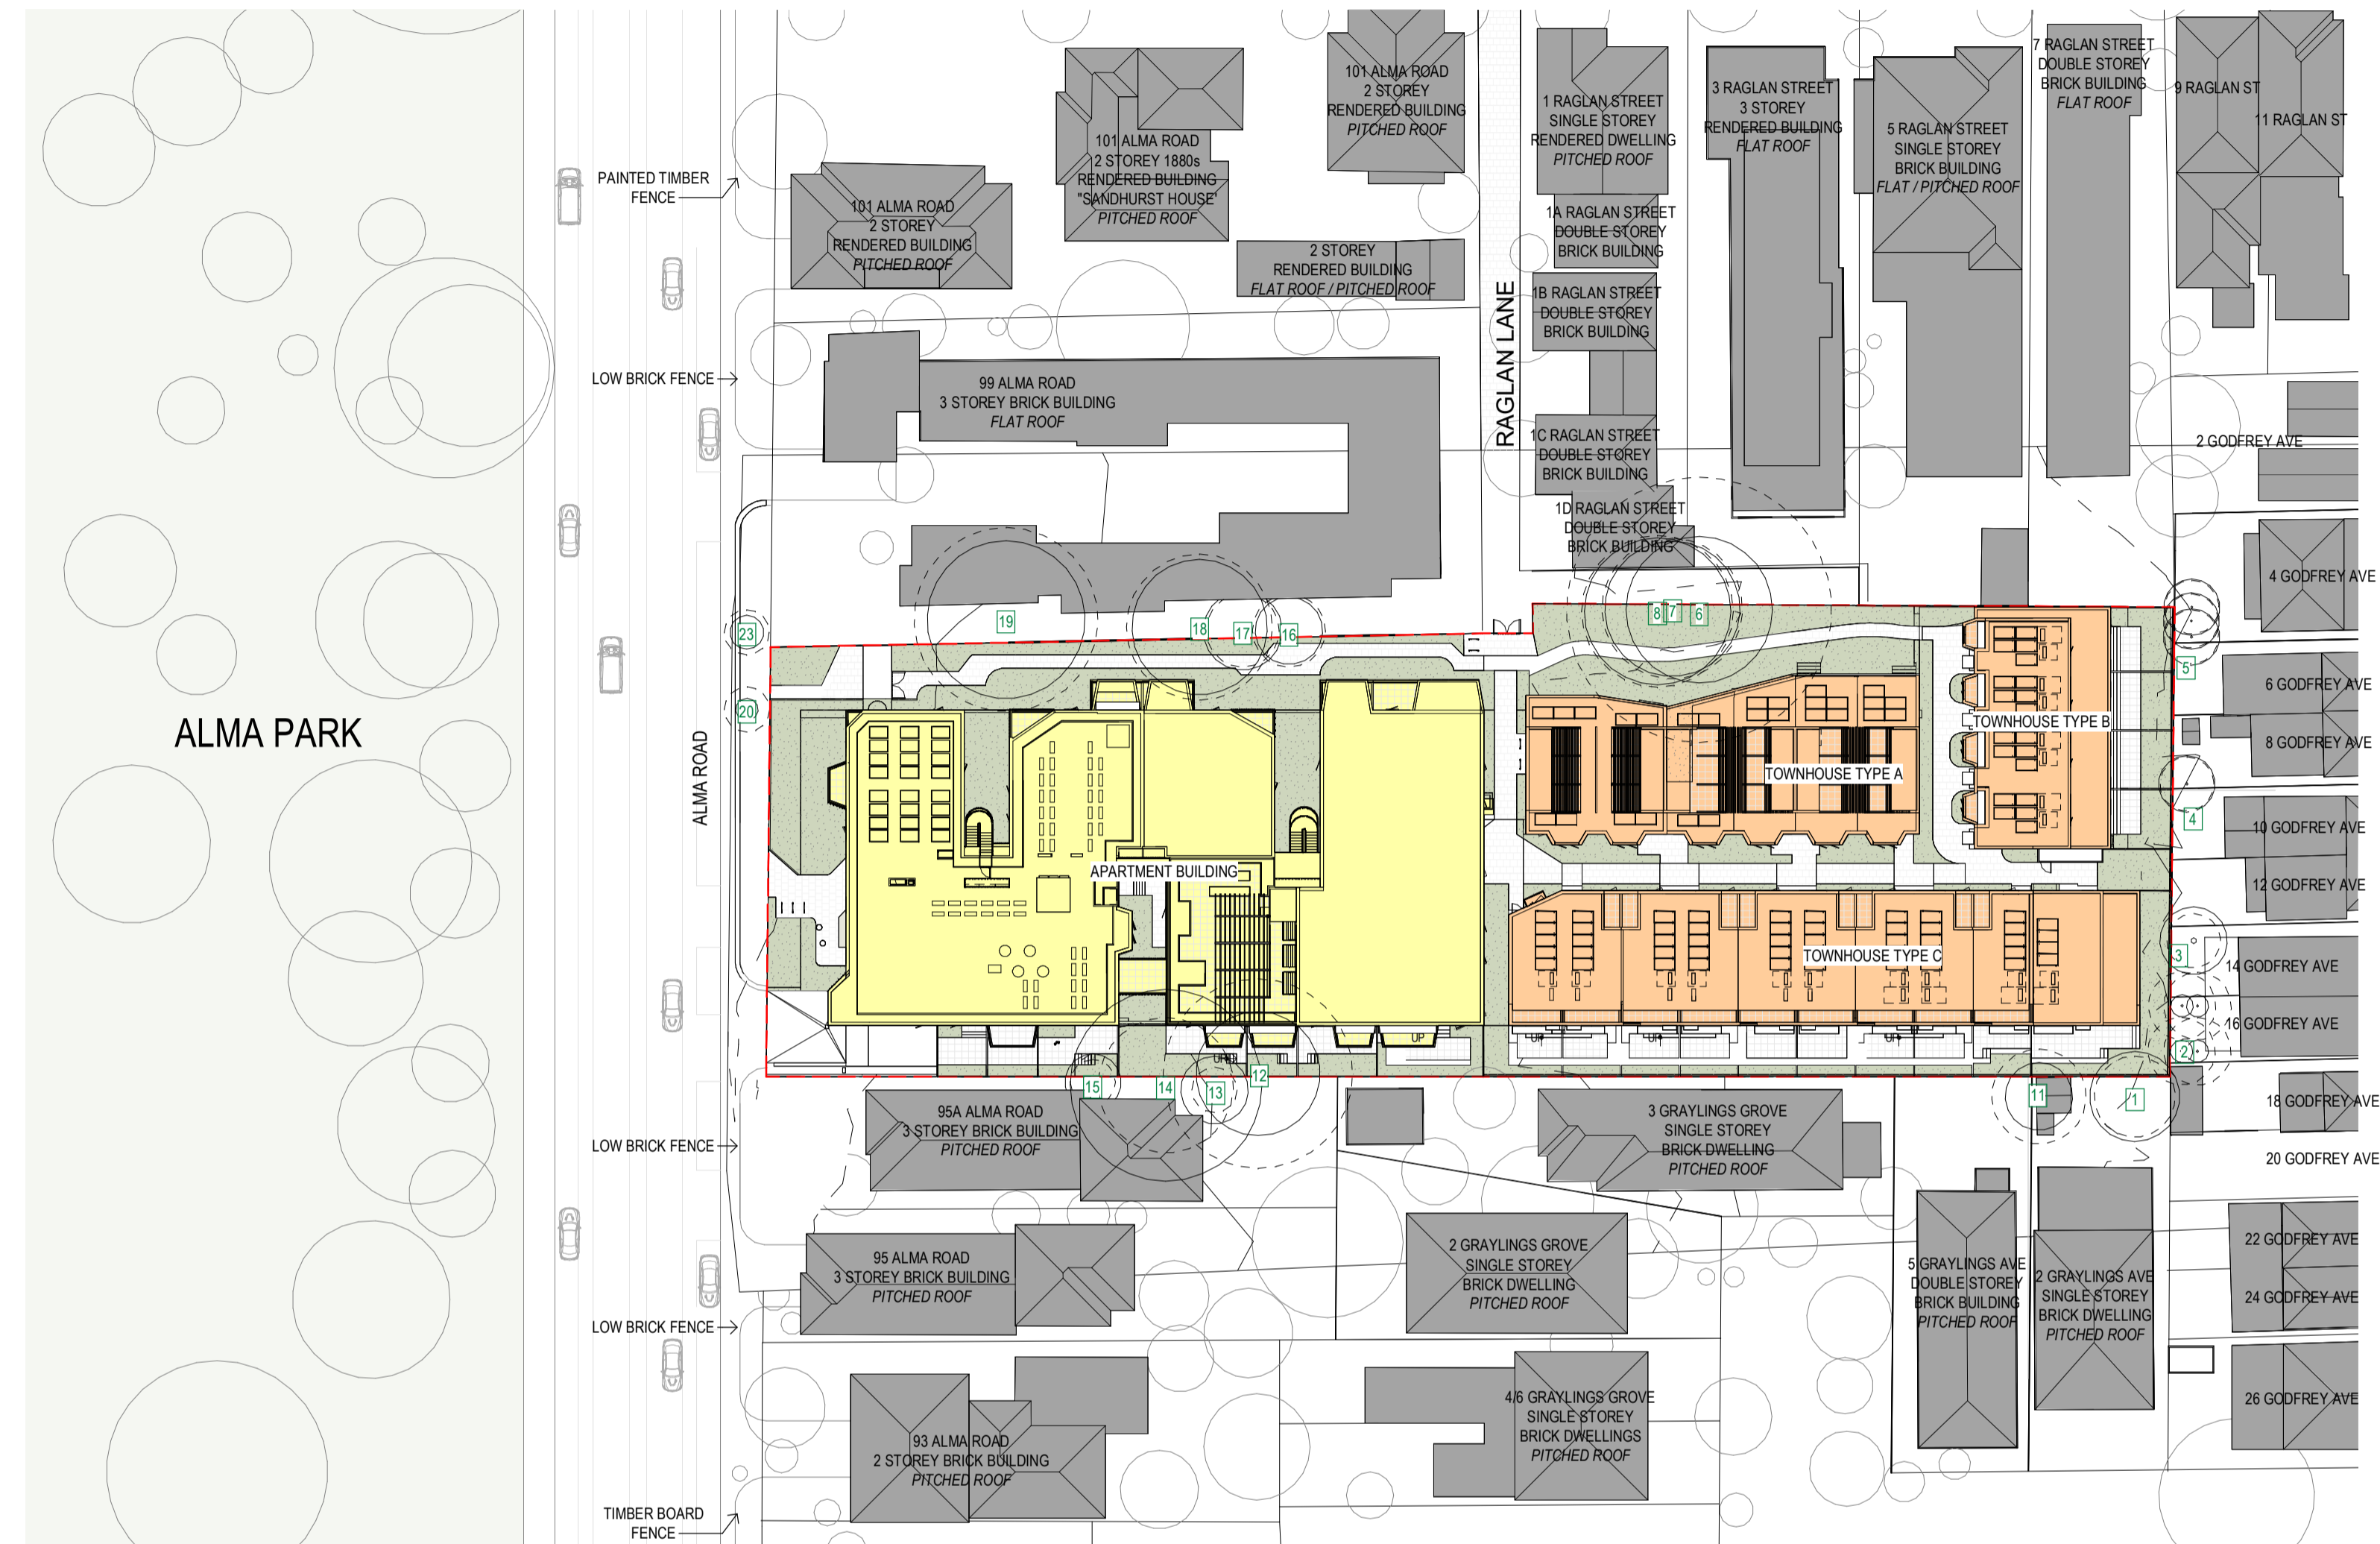 101 ALMA ROAD
2 STOREY
RENDERED BUILDING
PITCHED ROOF
1 RAGLAN STREET
SINGLE STOREY
RENDERED DWELLING
PITCHED ROOF
3 RAGLAN STREET
3 STOREY
RENDERED BUILDING
FLAT ROOF
5 RAGLAN STREET
SINGLE STOREY
BRICK BUILDING
FLAT / PITCHED ROOF
7 RAGLAN STREET
DOUBLE STOREY
BRICK BUILDING
FLAT ROOF
9 RAGLAN ST
11 RAGLAN ST
PAINTED TIMBER
FENCE
101 ALMA ROAD
2 STOREY
RENDERED BUILDING
PITCHED ROOF
101 ALMA ROAD
2 STOREY 1880s
RENDERED BUILDING
"SANDHURST HOUSE"
PITCHED ROOF
2 STOREY
RENDERED BUILDING
FLAT ROOF / PITCHED ROOF
1A RAGLAN STREET
DOUBLE STOREY
BRICK BUILDING
1B RAGLAN STREET
DOUBLE STOREY
BRICK BUILDING
RAGLAN LANE
LOW BRICK FENCE
99 ALMA ROAD
3 STOREY BRICK BUILDING
FLAT ROOF
1C RAGLAN STREET
DOUBLE STOREY
BRICK BUILDING
1D RAGLAN STREET
DOUBLE STOREY
BRICK BUILDING
2 GODFREY AVE
4 GODFREY AVE
6 GODFREY AVE
8 GODFREY AVE
10 GODFREY AVE
12 GODFREY AVE
14 GODFREY AVE
16 GODFREY AVE
18 GODFREY AVE
20 GODFREY AVE
22 GODFREY AVE
24 GODFREY AVE
26 GODFREY AVE
23
19
18
17
16
8
7
6
5
20
4
3
2
ALMA PARK
ALMA ROAD
TOWNHOUSE TYPE B
TOWNHOUSE TYPE A
APARTMENT BUILDING
TOWNHOUSE TYPE C
UP
UP
UP
UP
UP
15
14
13
12
11
1
LOW BRICK FENCE
95A ALMA ROAD
3 STOREY BRICK BUILDING
PITCHED ROOF
3 GRAYLINGS GROVE
SINGLE STOREY
BRICK DWELLING
PITCHED ROOF
95 ALMA ROAD
3 STOREY BRICK BUILDING
PITCHED ROOF
2 GRAYLINGS GROVE
SINGLE STOREY
BRICK DWELLING
PITCHED ROOF
5 GRAYLINGS AVE
DOUBLE STOREY
BRICK BUILDING
PITCHED ROOF
2 GRAYLINGS AVE
SINGLE STOREY
BRICK DWELLING
PITCHED ROOF
LOW BRICK FENCE
93 ALMA ROAD
2 STOREY BRICK BUILDING
PITCHED ROOF
4/6 GRAYLINGS GROVE
SINGLE STOREY
BRICK DWELLINGS
PITCHED ROOF
TIMBER BOARD
FENCE